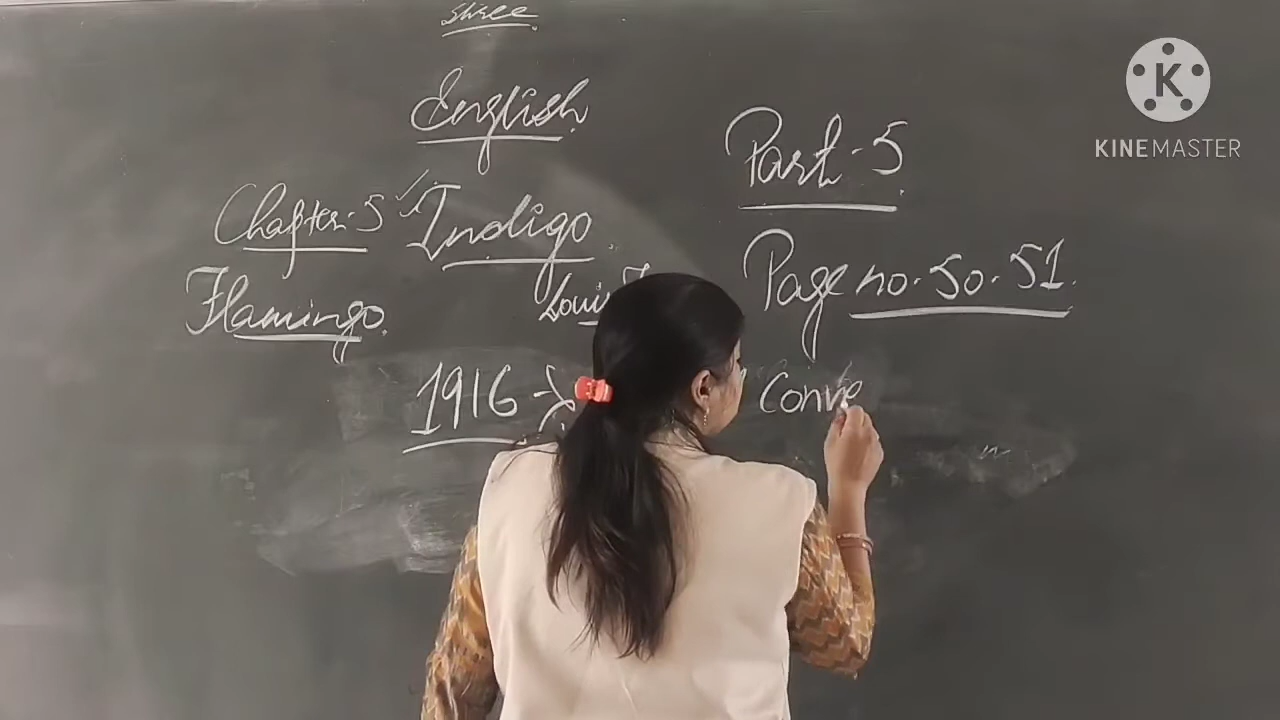 Shree
English
Part-5
Chapter-5 Indigo
Page no. 50.51.
Flamingo
Louis
1916
Conve
KINEMASTER